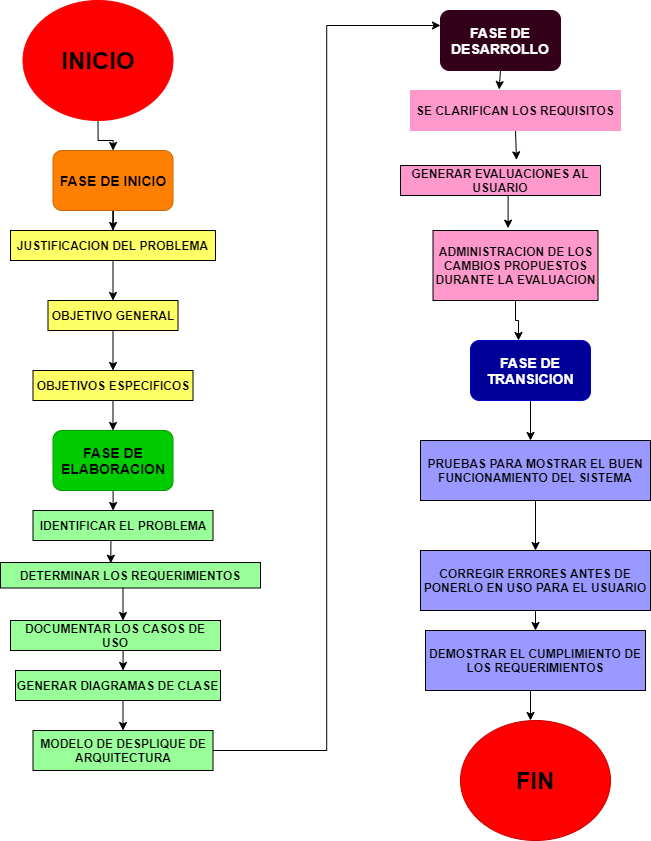 INICIO
FASE DE INICIO
JUSTIFICACION DEL PROBLEMA
OBJETIVO GENERAL
OBJETIVOS ESPECIFICOS
FASE DE
ELABORACION
IDENTIFICAR EL PROBLEMA
DETERMINAR LOS REQUERIMIENTOS
DOCUMENTAR LOS CASOS DE
USO
GENERAR DIAGRAMAS DE CLASE
MODELO DE DESPLIQUE DE
ARQUITECTURA
FASE DE
DESARROLLO
SE CLARIFICAN LOS REQUISITOS
GENERAR EVALUACIONES AL
USUARIO
ADMINISTRACION DE LOS
CAMBIOS PROPUESTOS
DURANTE LA EVALUACION
FASE DE
TRANSICION
PRUEBAS PARA MOSTRAR EL BUEN
FUNCIONAMIENTO DEL SISTEMA
CORREGIR ERRORES ANTES DE
PONERLO EN USO PARA EL USUARIO
DEMOSTRAR EL CUMPLIMIENTO DE
LOS REQUERIMIENTOS
FIN